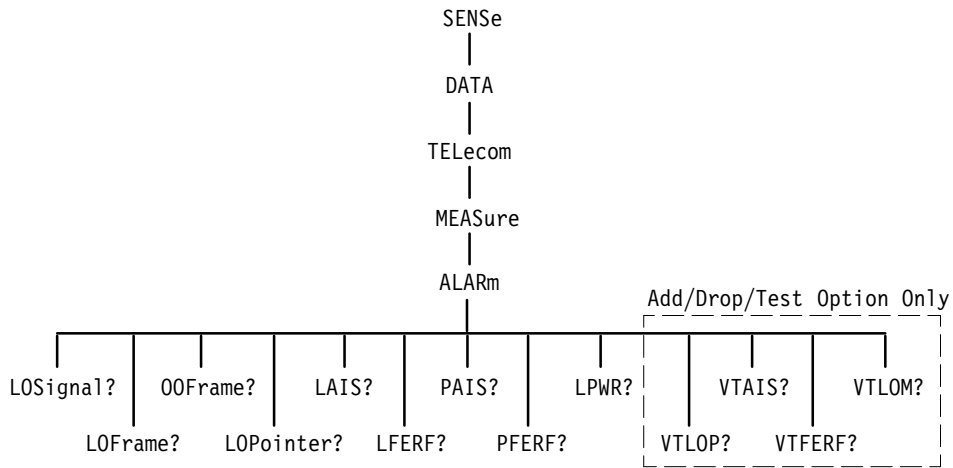 SENSe
DATA
TELecom
MEASure
ALARm
Add/Drop/Test Option Only
LOSignal? OOFrame? LAIS? PAIS? LPWR? VTAIS? VTLOM?
LOFrame? LOPointer? LFERF? PFERF? VTLOP? VTFERF?